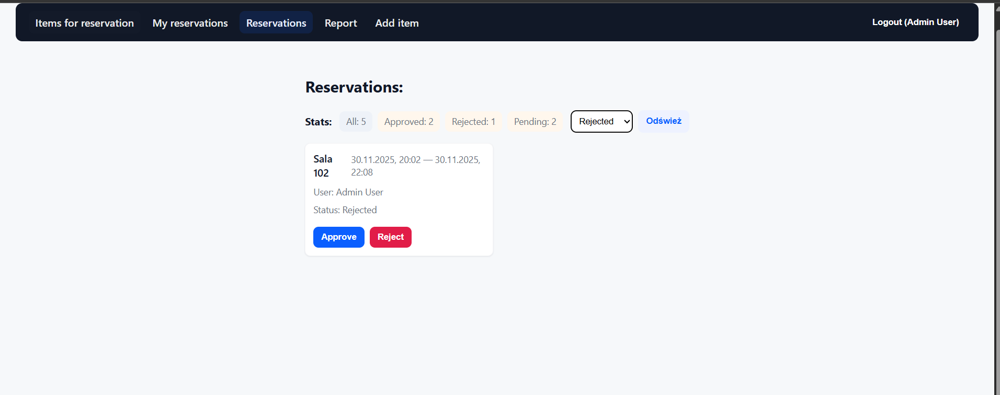 Items for reservation My reservations Reservations Report Add item Logout (Admin User)
Reservations:
Stats: All: 5 Approved: 2 Rejected: 1 Pending: 2 Rejected Odśwież
Sala
102
30.11.2025, 20:02 — 30.11.2025,
22:08
User: Admin User
Status: Rejected
Approve Reject